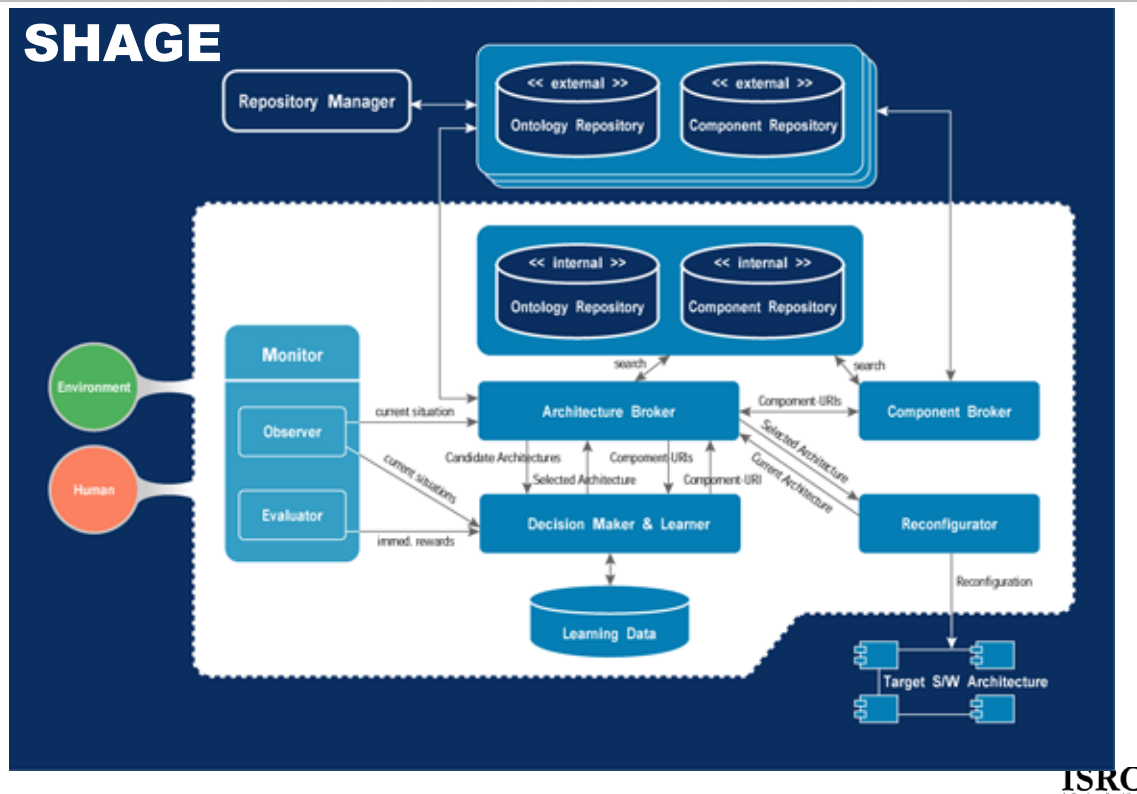 SHAGE
Repository Manager
<< external >>
Ontology Repository
<< external >>
Component Repository
<< internal >>
Ontology Repository
<< internal >>
Component Repository
Monitor
search
search
Environment
Observer
current situation
Architecture Broker
Component-URIs
Component Broker
Candidate Architectures
Component-URIs
Selected Architecture
current situations
Selected Architecture
Component-URI
Current Architecture
Human
Evaluator
immed. rewards
Decision Maker & Learner
Reconfigurator
Reconfiguration
Learning Data
Target S/W Architecture
ISRC